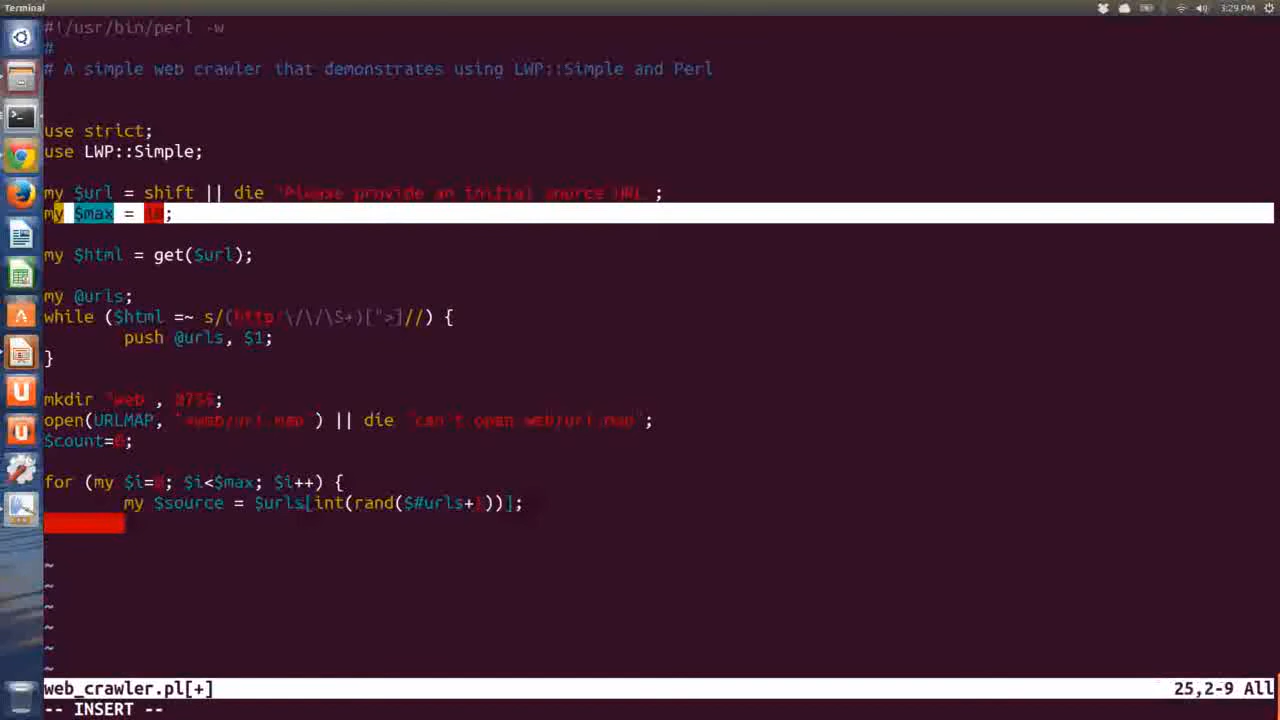 Terminal
3:29 PM
#!/usr/bin/perl -w
#
# A simple web crawler that demonstrates using LWP::Simple and Perl
use strict;
use LWP::Simple;
my $url = shift || die "Please provide an initial source URL";
my $max = 10;
my $html = get($url);
my @urls;
while ($html =~ s/(http:\/\/\S+)[">]//) {
push @urls, $1;
}
mkdir "web", 0755;
open(URLMAP, ">web/url.map") || die "can't open web/url.map";
$count=0;
for (my $i=0; $i<$max; $i++) {
my $source = $urls[int(rand($#urls+1))];
~
~
~
~
~
~
web_crawler.pl[+]
25,2-9 All
-- INSERT --